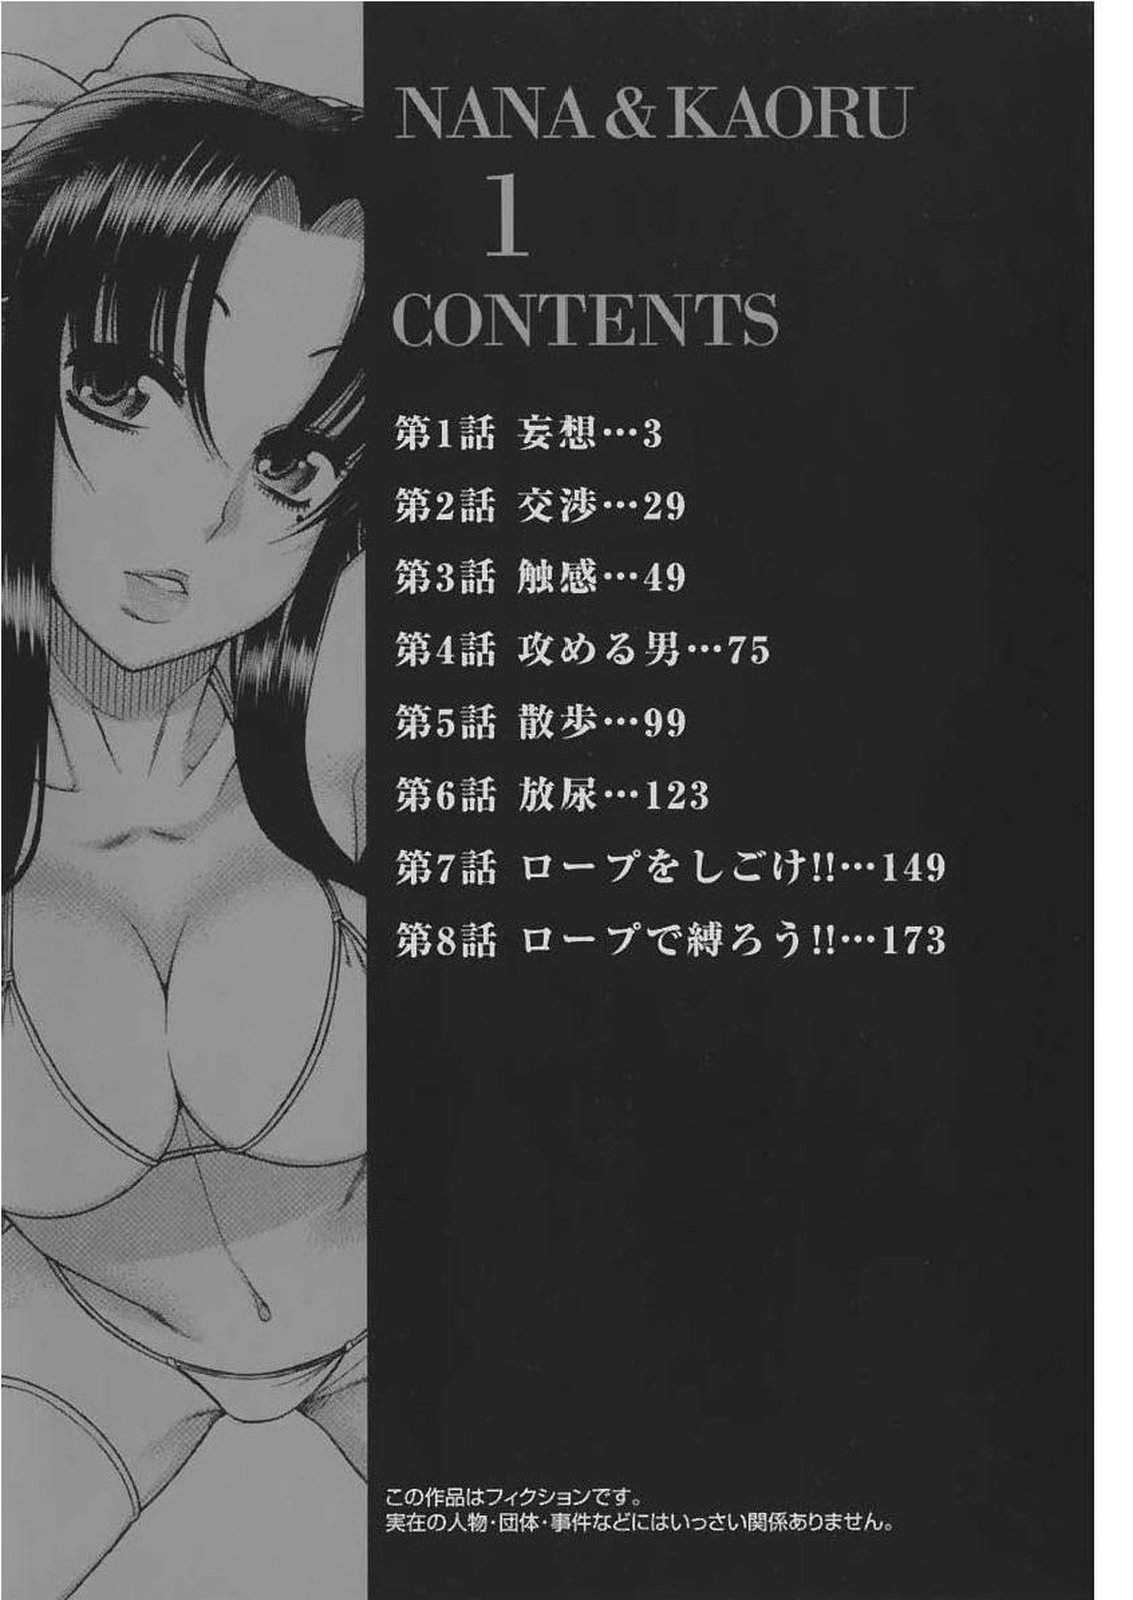 NANA & KAORU
1
CONTENTS
第1話 妄想…3
第2話 交渉…29
第3話 触感…49
第4話 攻める男…75
第5話 散歩…99
第6話 放尿…123
第7話 ロープをしごけ!!…149
第8話 ロープで縛ろう!!…173
この作品はフィクションです。
実在の人物・団体・事件などにはいっさい関係ありません。